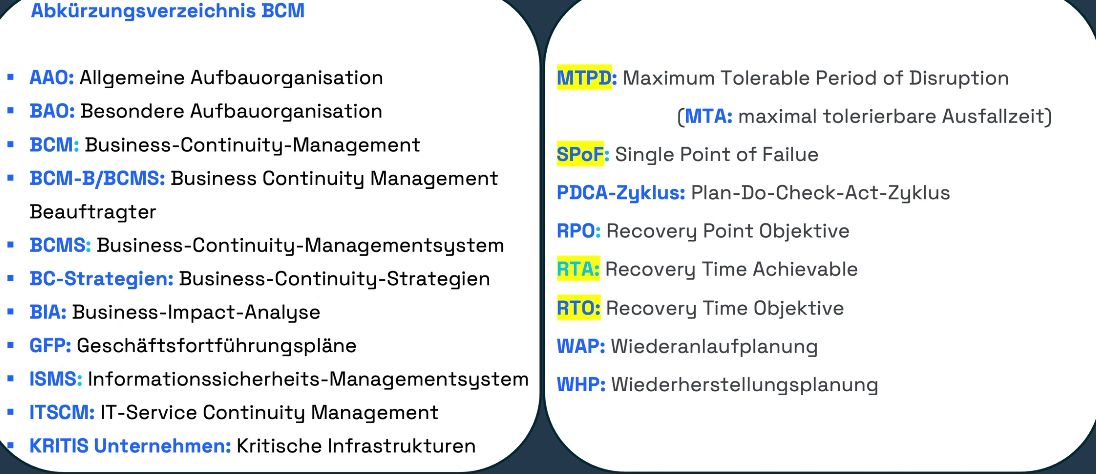 Abkürzungsverzeichnis BCM
▪ AAO: Allgemeine Aufbauorganisation
▪ BAO: Besondere Aufbauorganisation
▪ BCM: Business-Continuity-Management
▪ BCM-B/BCMS: Business Continuity Management
Beauftragter
▪ BCMS: Business-Continuity-Managementsystem
▪ BC-Strategien: Business-Continuity-Strategien
▪ BIA: Business-Impact-Analyse
▪ GFP: Geschäftsfortführungspläne
▪ ISMS: Informationssicherheits-Managementsystem
▪ ITSCM: IT-Service Continuity Management
▪ KRITIS Unternehmen: Kritische Infrastrukturen
MTPD: Maximum Tolerable Period of Disruption
(MTA: maximal tolerierbare Ausfallzeit)
SPoF: Single Point of Failue
PDCA-Zyklus: Plan-Do-Check-Act-Zyklus
RPO: Recovery Point Objektive
RTA: Recovery Time Achievable
RTO: Recovery Time Objektive
WAP: Wiederanlaufplanung
WHP: Wiederherstellungsplanung